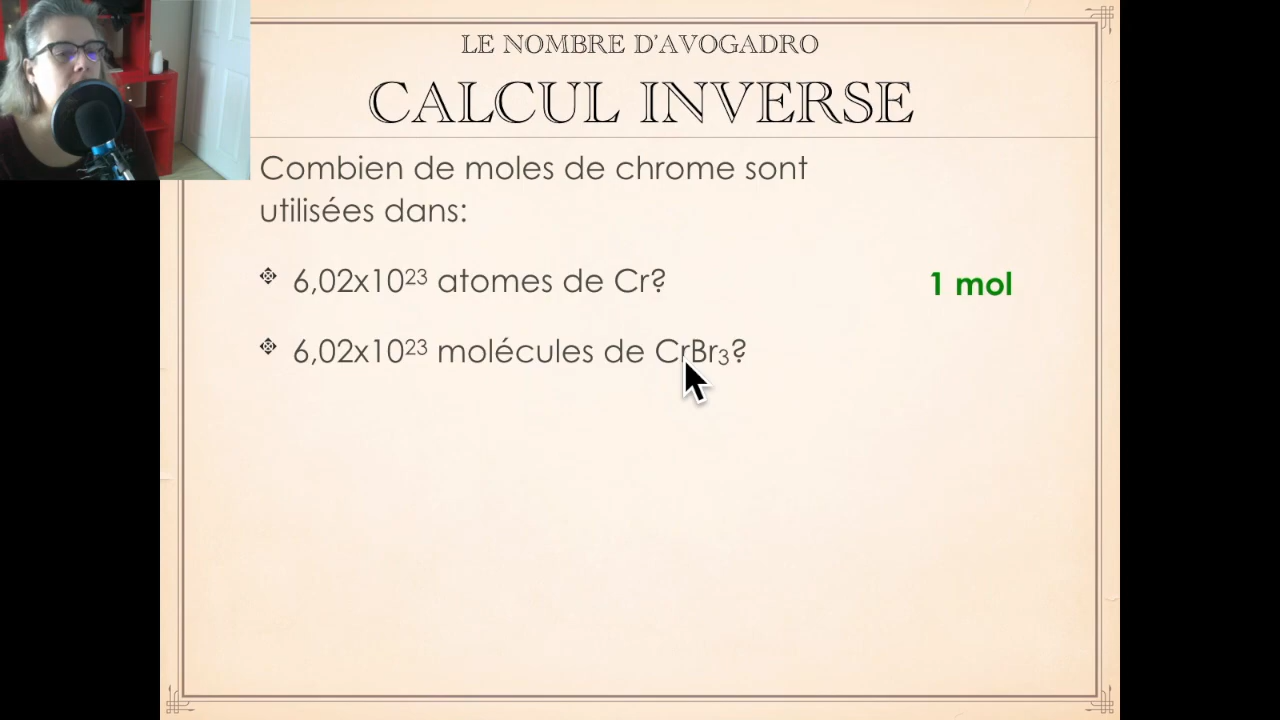 LE NOMBRE D'AVOGADRO
CALCUL INVERSE
Combien de moles de chrome sont
utilisées dans:
6,02x10²³ atomes de Cr?
1 mol
6,02x10²³ molécules de CrBr₃?